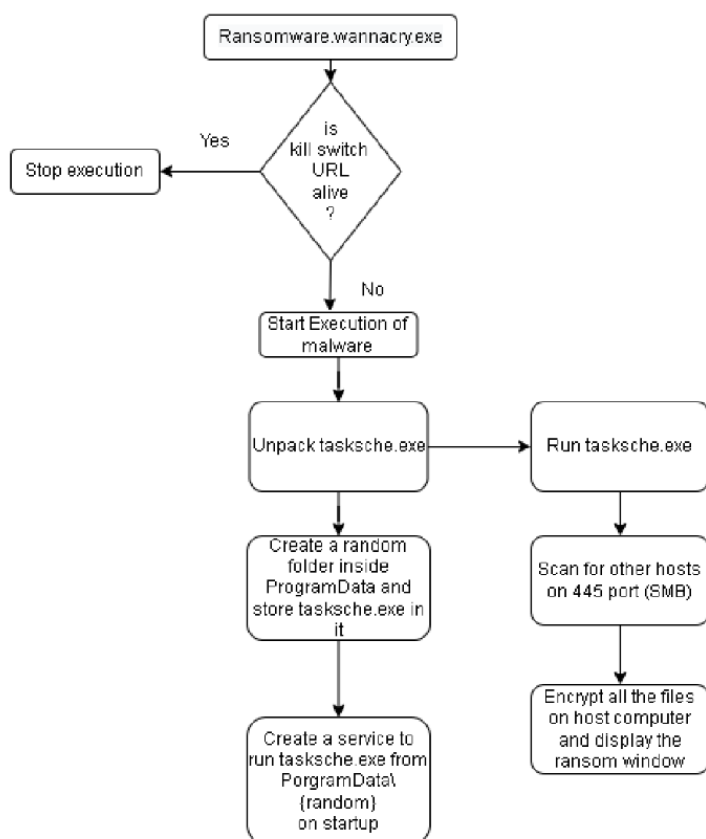 Ransomware.wannacry.exe
is
kill switch
URL
alive
?
Yes
Stop execution
No
Start Execution of
malware
Unpack tasksche.exe
Run tasksche.exe
Create a random
folder inside
ProgramData and
store tasksche.exe in
it
Scan for other hosts
on 445 port (SMB)
Create a service to
run tasksche.exe from
PorgramData\
{random}
on startup
Encrypt all the files
on host computer
and display the
ransom window